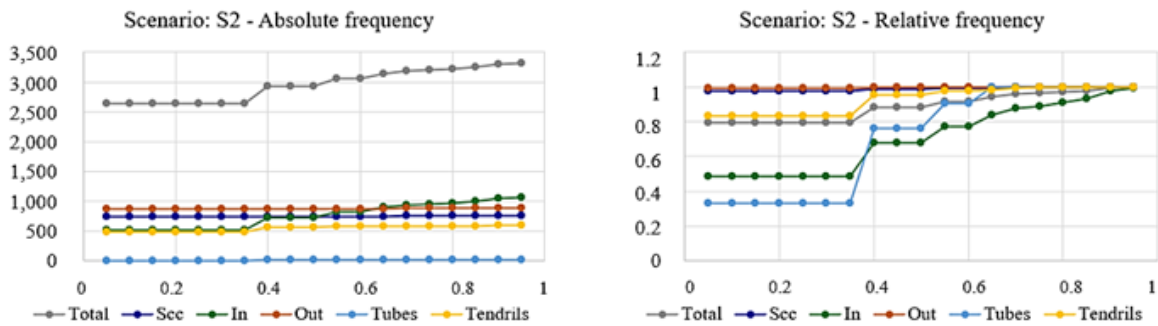 Scenario: S2 - Absolute frequency
3,500
3,000
2,500
2,000
1,500
1,000
500
0
0 0.2 0.4 0.6 0.8 1
Total Scc In Out Tubes Tendrils
Scenario: S2 - Relative frequency
1.2
1
0.8
0.6
0.4
0.2
0
0 0.2 0.4 0.6 0.8 1
Total Scc In Out Tubes Tendrils